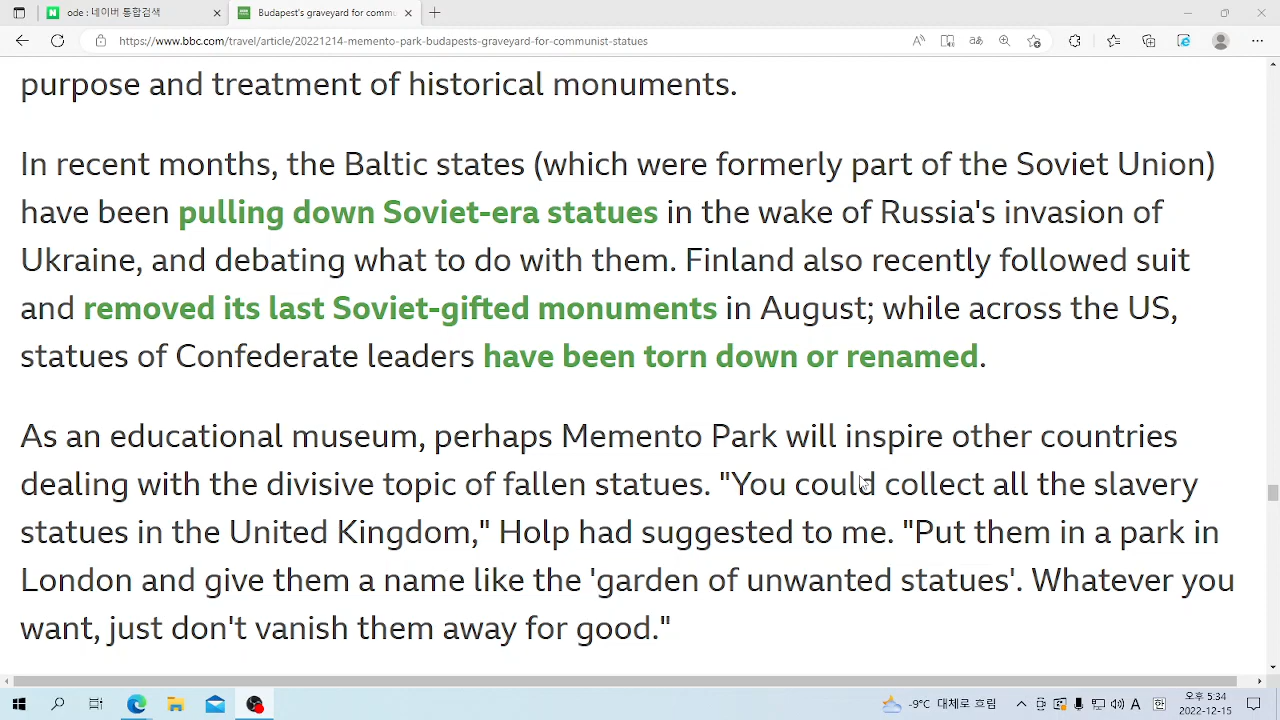 ode : 네이버 통합검색
Budapest's graveyard for commu
https://www.bbc.com/travel/article/20221214-memento-park-budapests-graveyard-for-communist-statues
purpose and treatment of historical monuments.
In recent months, the Baltic states (which were formerly part of the Soviet Union)
have been pulling down Soviet-era statues in the wake of Russia's invasion of
Ukraine, and debating what to do with them. Finland also recently followed suit
and removed its last Soviet-gifted monuments in August; while across the US,
statues of Confederate leaders have been torn down or renamed.
As an educational museum, perhaps Memento Park will inspire other countries
dealing with the divisive topic of fallen statues. "You could collect all the slavery
statues in the United Kingdom," Holp had suggested to me. "Put them in a park in
London and give them a name like the 'garden of unwanted statues'. Whatever you
want, just don't vanish them away for good."
-9°C 대체로 흐림
A
오후 5:34
2022-12-15